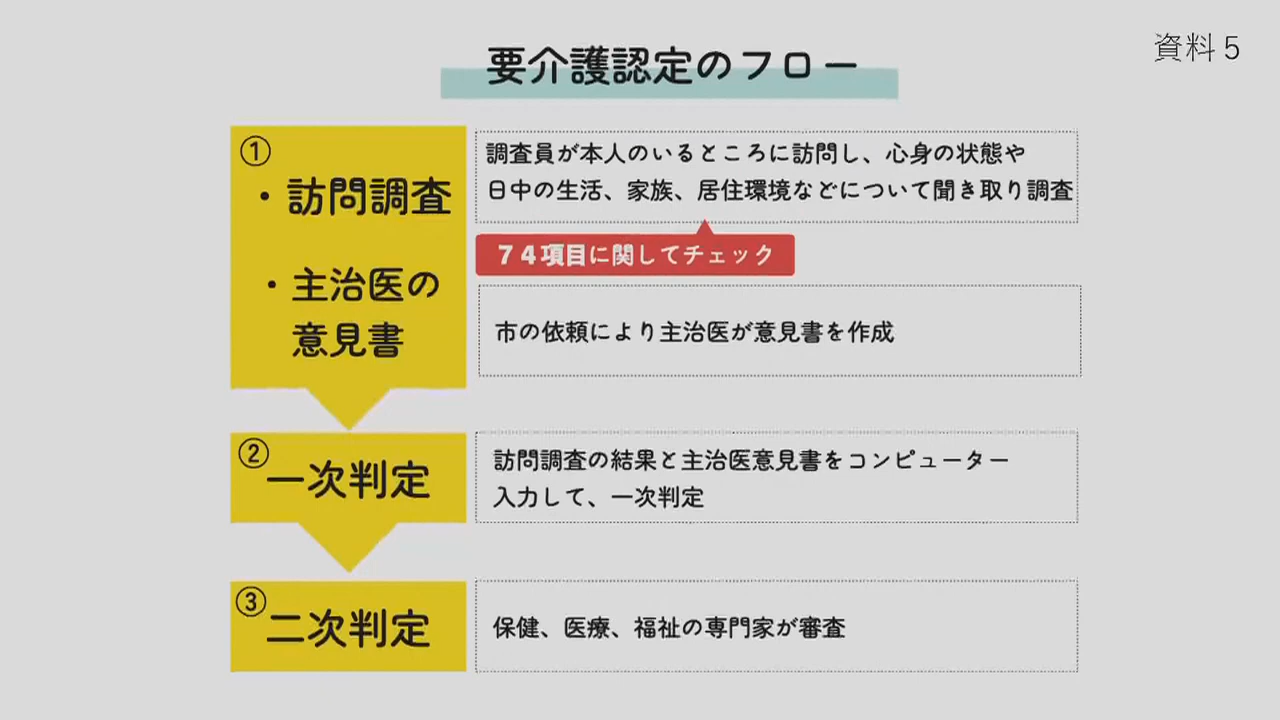 資料5
要介護認定のフロー
①
・訪問調査
調査員が本人のいるところに訪問し、心身の状態や
日中の生活、家族、居住環境などについて聞き取り調査
74項目に関してチェック
・主治医の
意見書
市の依頼により主治医が意見書を作成
②
一次判定
訪問調査の結果と主治医意見書をコンピューター
入力して、一次判定
③
二次判定
保健、医療、福祉の専門家が審査